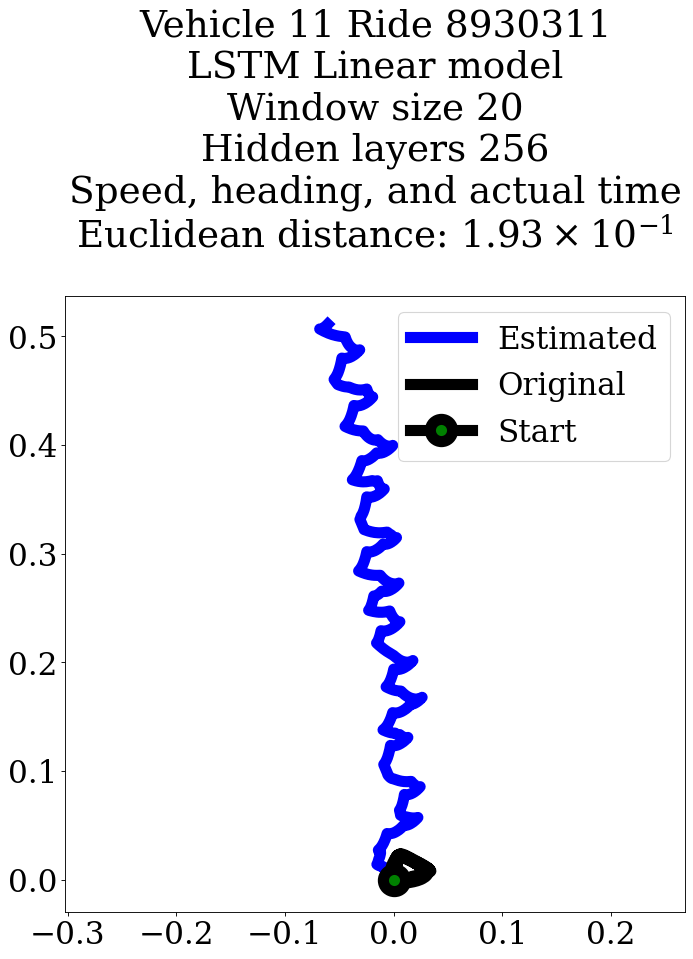 Vehicle 11 Ride 8930311
LSTM Linear model
Window size 20
Hidden layers 256
Speed, heading, and actual time
Euclidean distance: 1.93 × 10⁻¹
Estimated
Original
Start
0.5
0.4
0.3
0.2
0.1
0.0
−0.3 −0.2 −0.1 0.0 0.1 0.2